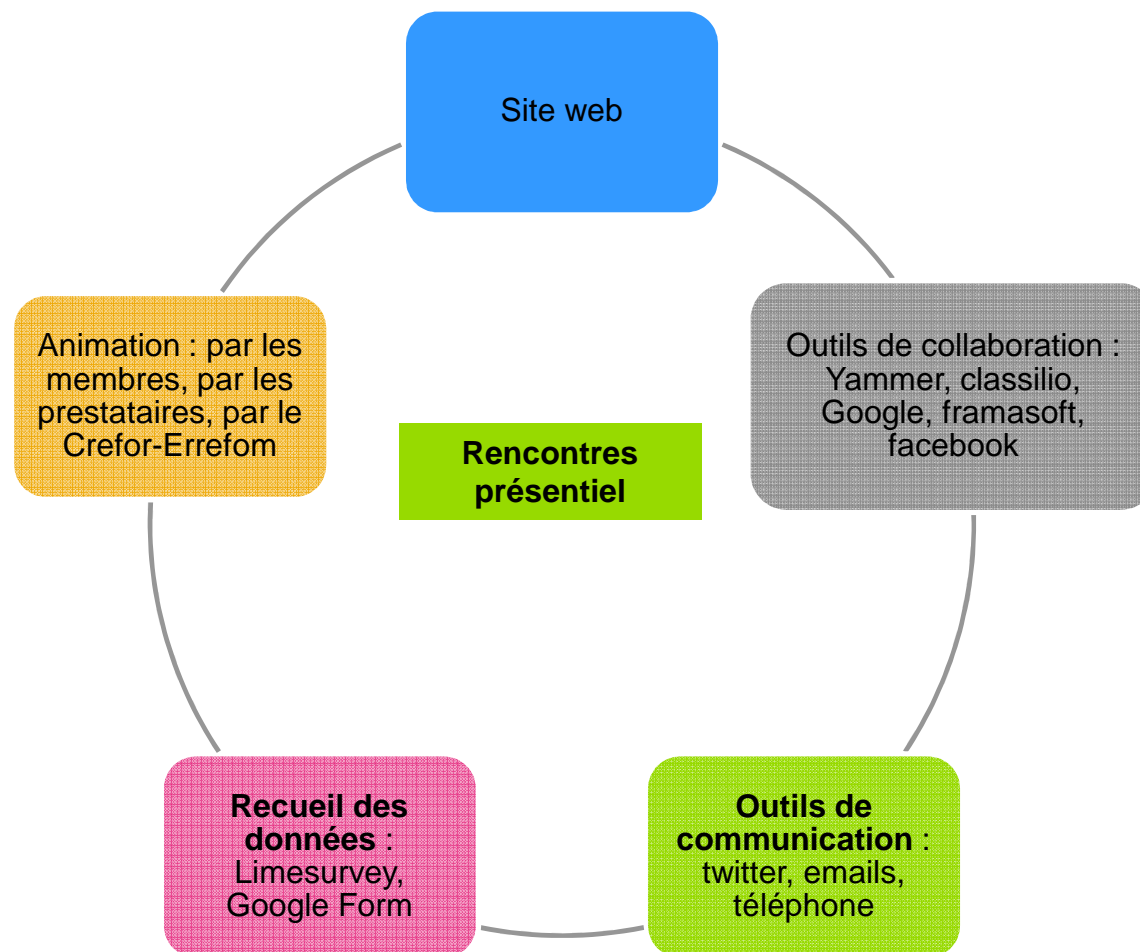 Site web
Outils de collaboration :
Yammer, classilio,
Google, framasoft,
facebook
Outils de
communication :
twitter, emails,
téléphone
Recueil des
données :
Limesurvey,
Google Form
Animation : par les
membres, par les
prestataires, par le
Crefor-Errefom
Rencontres
présentiel